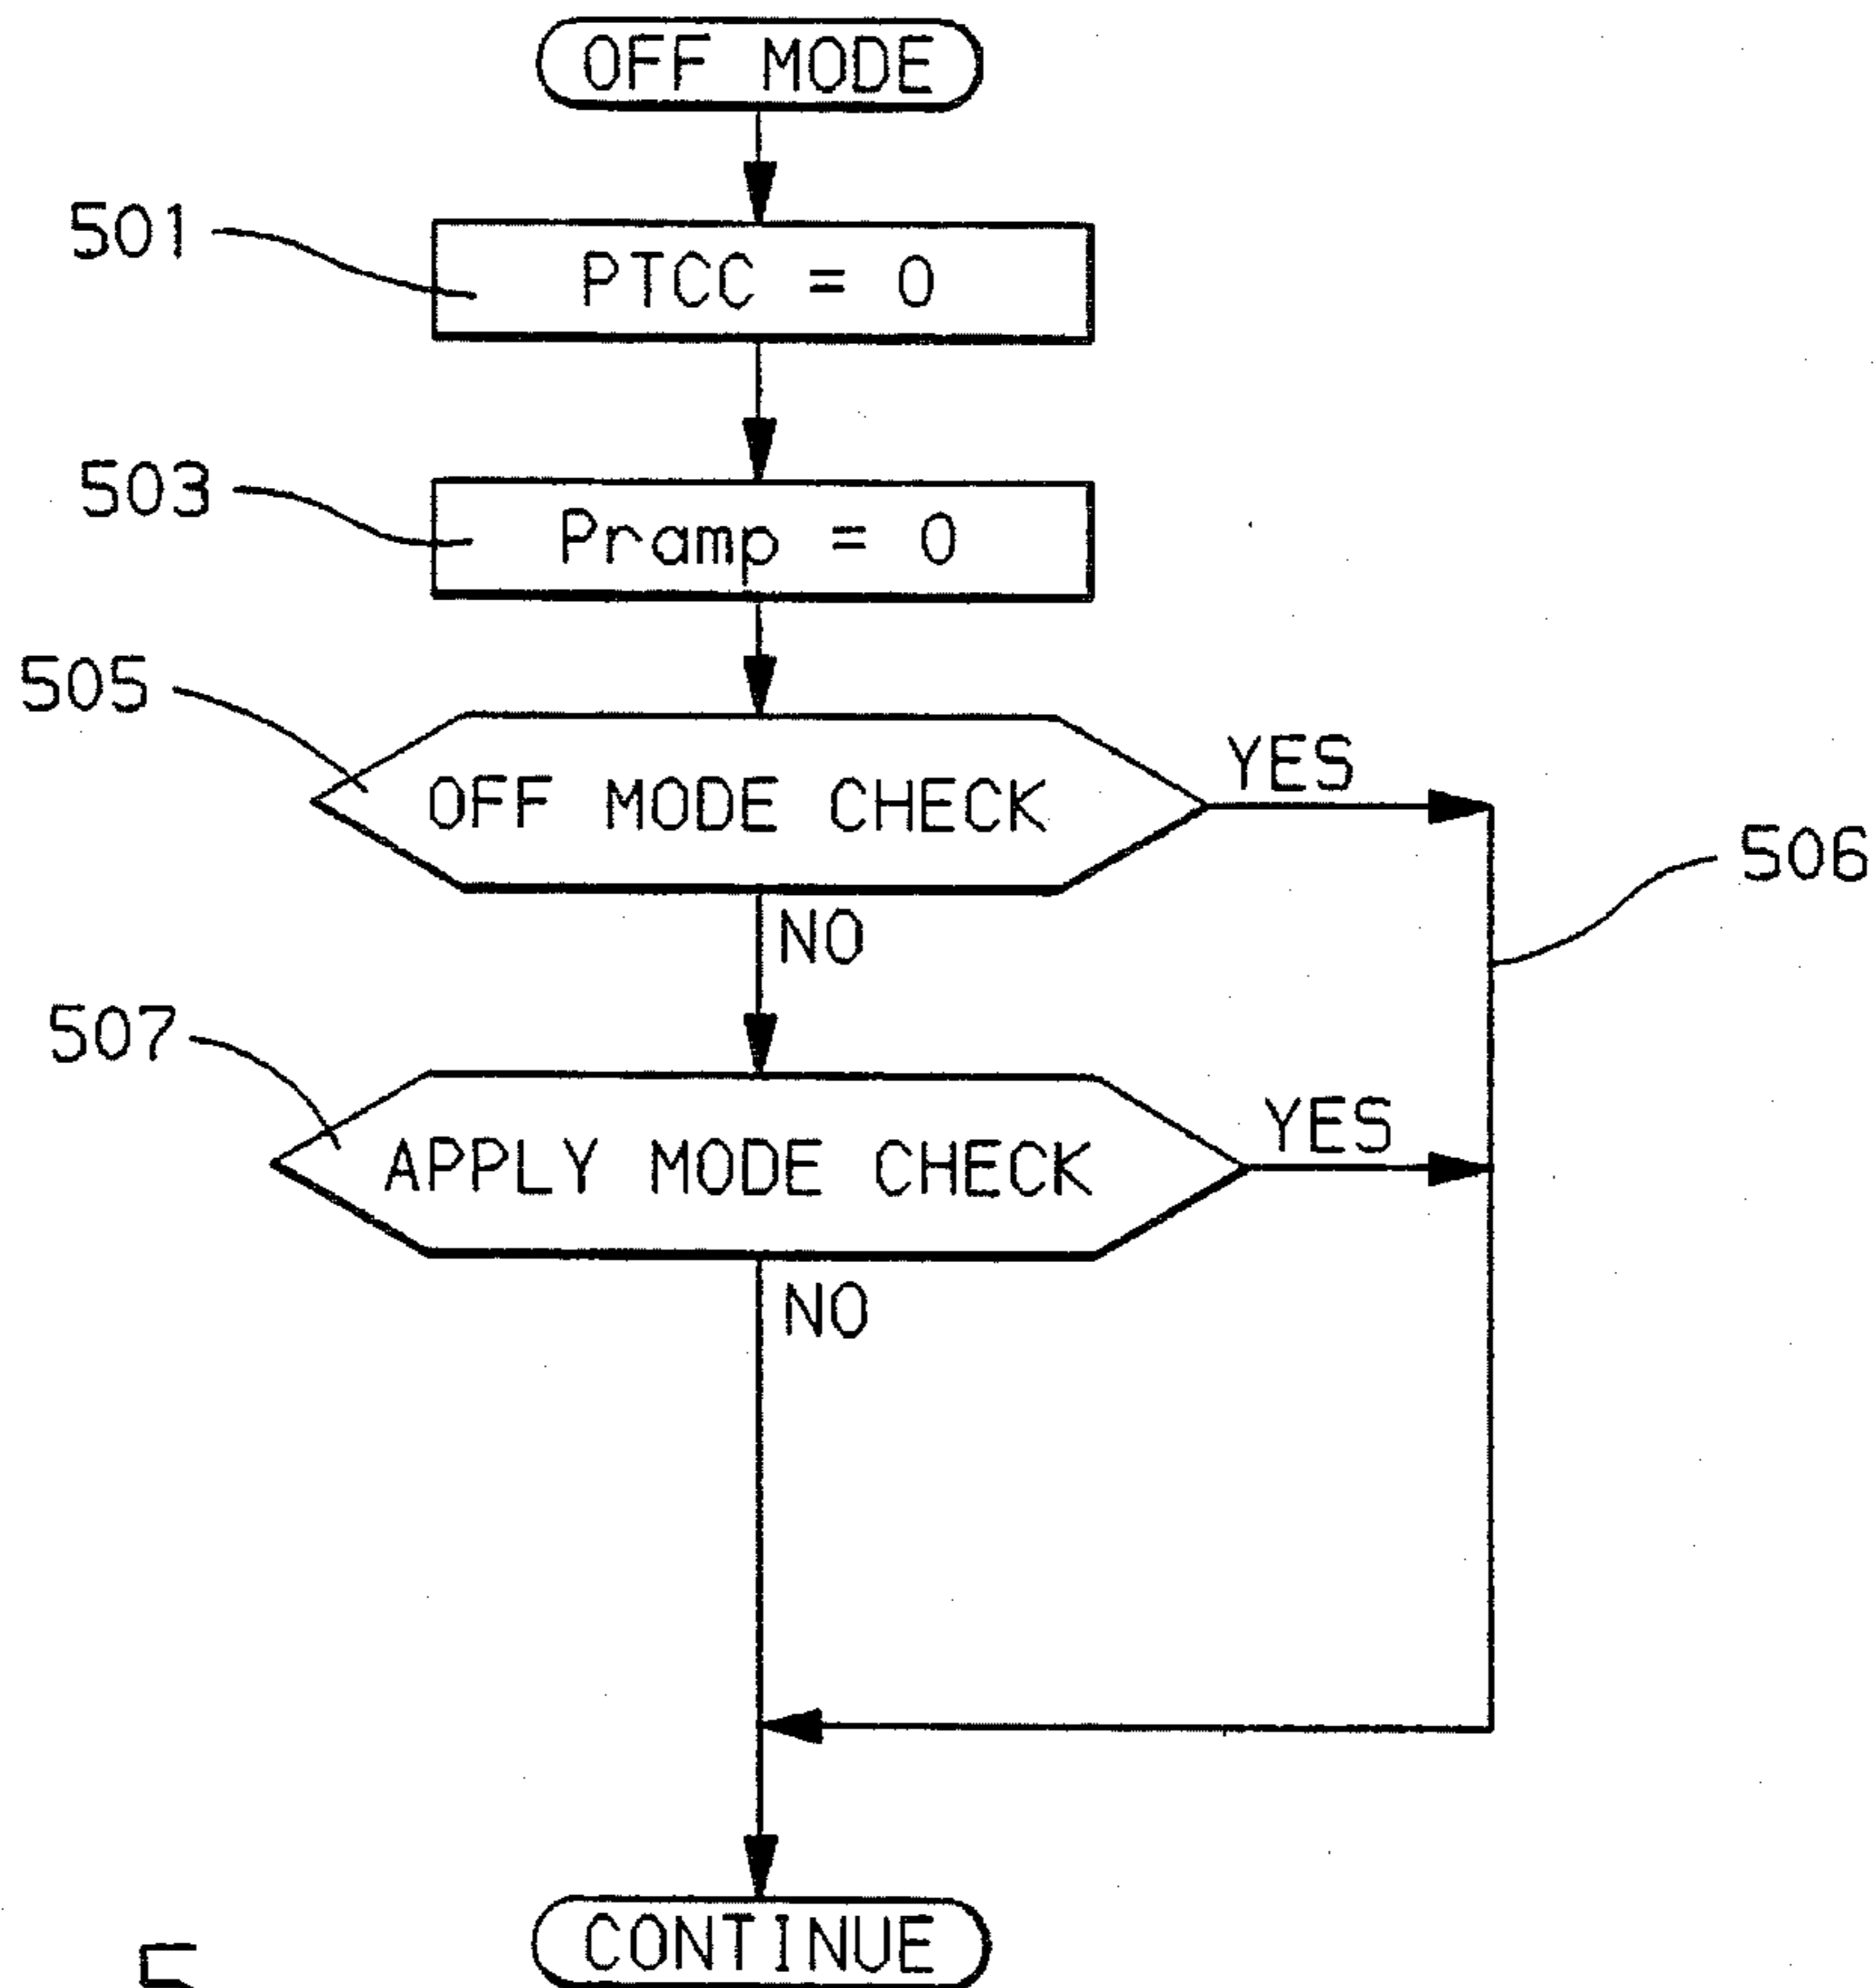 OFF MODE
501
PTCC = 0
503
Pramp = 0
505
OFF MODE CHECK
YES
506
NO
507
APPLY MODE CHECK
YES
NO
CONTINUE
5